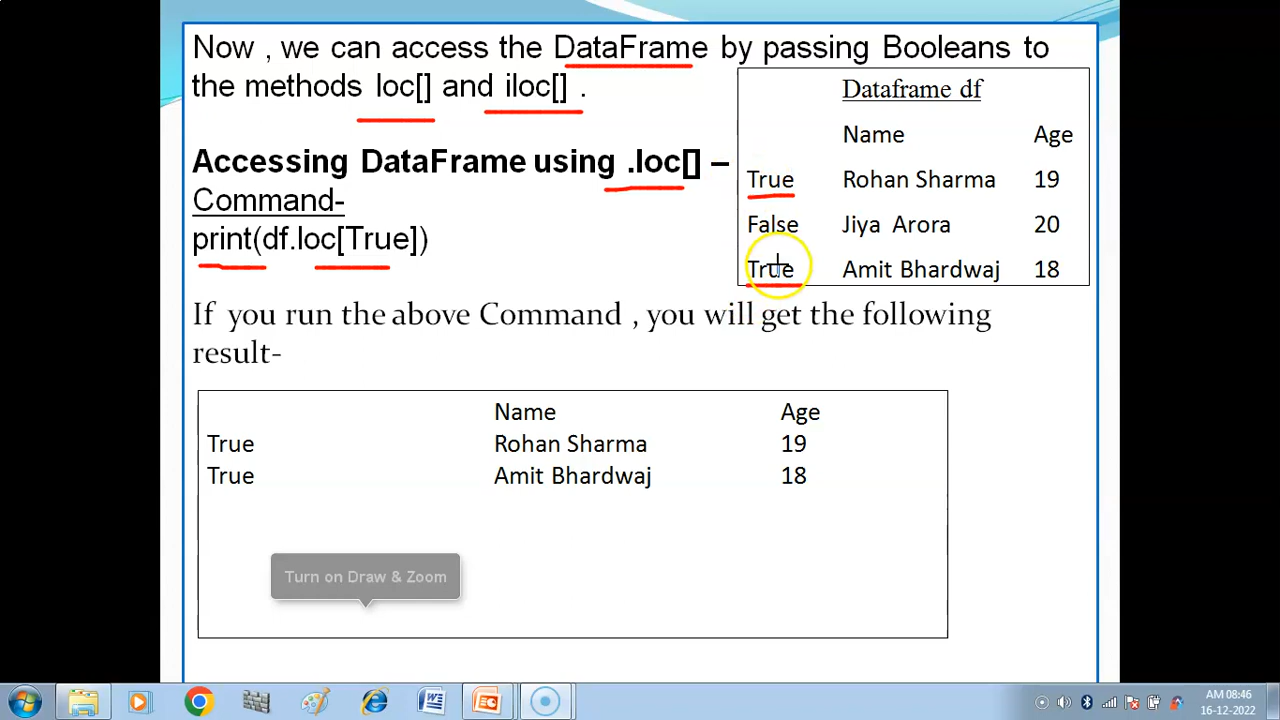 Now , we can access the DataFrame by passing Booleans to
the methods loc[] and iloc[] .
Dataframe df
Name Age
True Rohan Sharma 19
False Jiya Arora 20
True Amit Bhardwaj 18
Accessing DataFrame using .loc[] –
Command-
print(df.loc[True])
If you run the above Command , you will get the following
result-
Name Age
True Rohan Sharma 19
True Amit Bhardwaj 18
Turn on Draw & Zoom
AM 08:46
16-12-2022